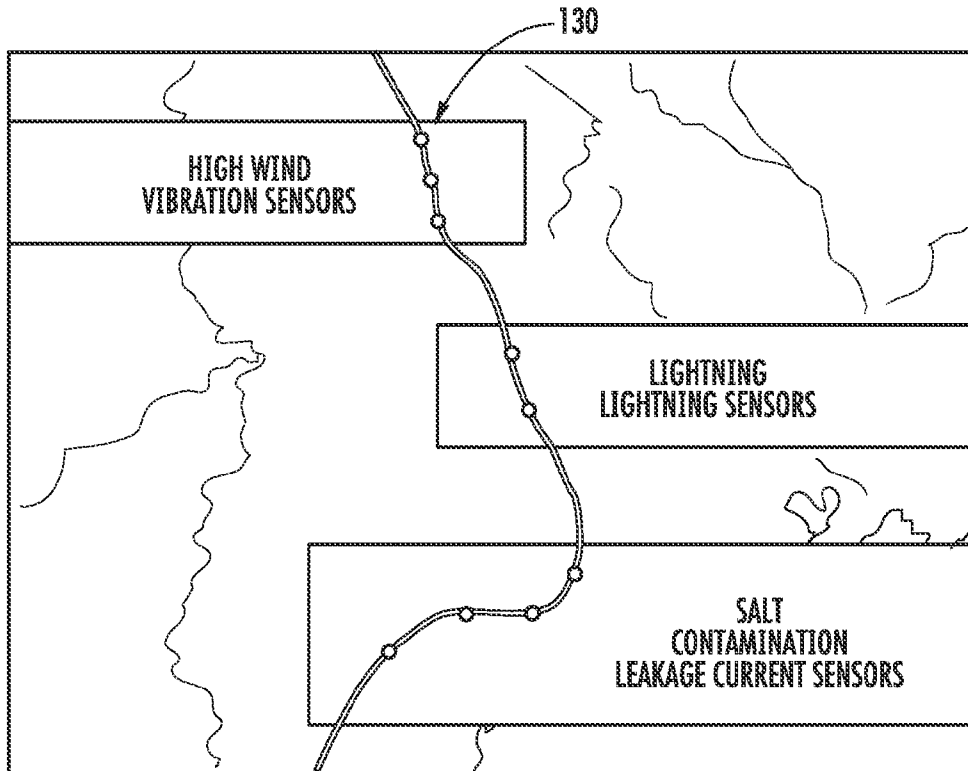 130
HIGH WIND
VIBRATION SENSORS
LIGHTNING
LIGHTNING SENSORS
SALT
CONTAMINATION
LEAKAGE CURRENT SENSORS